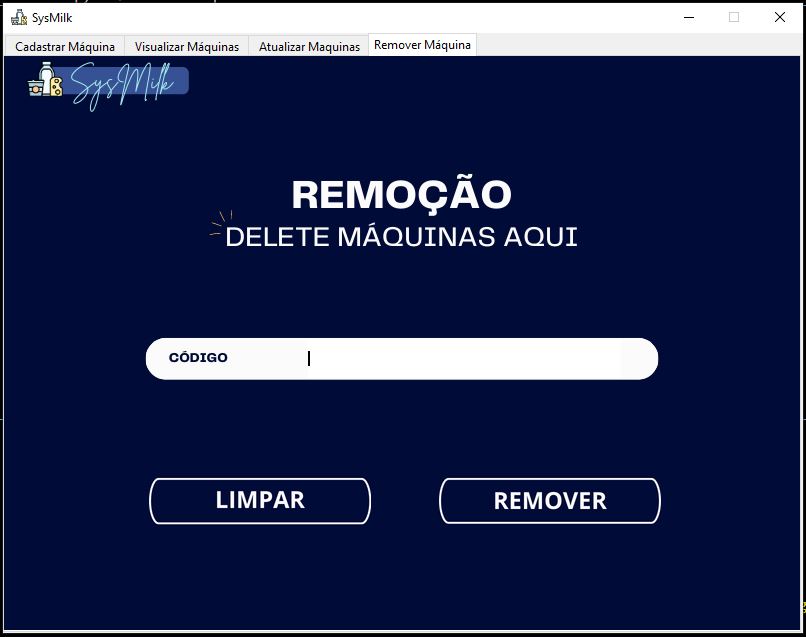 SysMilk
Cadastrar Máquina Visualizar Máquinas Atualizar Maquinas Remover Máquina
SysMilk
REMOÇÃO
DELETE MÁQUINAS AQUI
CÓDIGO
LIMPAR REMOVER